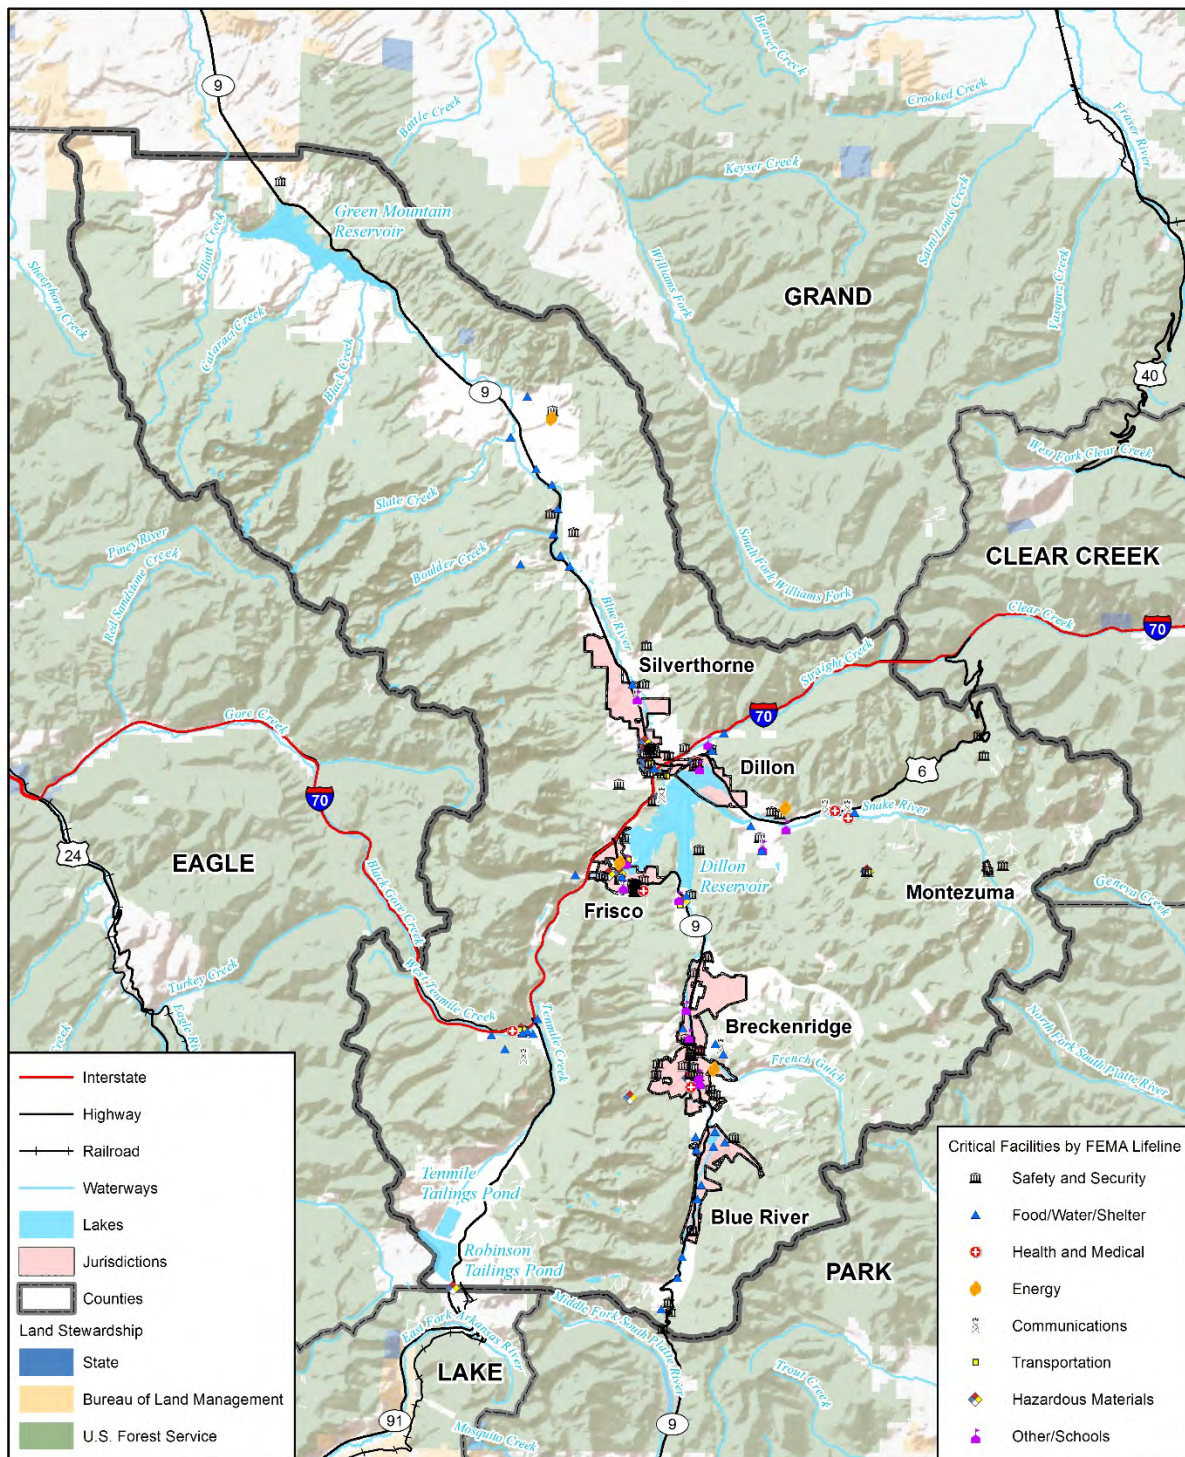 9
Battle Creek
Beaver Creek
Crooked Creek
Fraser River
Keyser Creek
Saint Louis Creek
Vasquez Creek
Green Mountain
Reservoir
Elliott Creek
Sheephorn Creek
Cataract Creek
Black Creek
Williams Fork
GRAND
40
9
West Fork Clear Creek
Slate Creek
Piney River
Red Sandstone Creek
Boulder Creek
South Fork Williams Fork
CLEAR CREEK
Blue River
Clear Creek
70
Silverthorne
Straight Creek
Gore Creek
70
Dillon
6
70
Snake River
24
EAGLE
Black Gore Creek
Dillon
Reservoir
Montezuma
Geneva Creek
Frisco
9
Turkey Creek
West Tenmile Creek
Tenmile Creek
Breckenridge
French Gulch
North Fork South Platte River
Creek
Eagle Ri
Tenmile
Tailings Pond
Blue River
Robinson
Tailings Pond
PARK
Middle Fork South Platte River
East Fork Arkansas River
LAKE
Trout Creek
91
9
Mosquito Creek
Interstate
Highway
Railroad
Waterways
Lakes
Jurisdictions
Counties
Land Stewardship
State
Bureau of Land Management
U.S. Forest Service
Critical Facilities by FEMA Lifeline
Safety and Security
Food/Water/Shelter
Health and Medical
Energy
Communications
Transportation
Hazardous Materials
Other/Schools